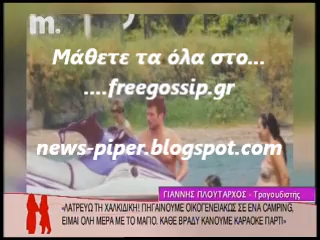 m.
Μάθετε τα όλα στο...
....freegossip.gr
news-piper.blogspot.com
ΓΙΑΝΝΗΣ ΠΛΟΥΤΑΡΧΟΣ - Τραγουδιστής
«ΛΑΤΡΕΥΩ ΤΗ ΧΑΛΚΙΔΙΚΗ! ΠΗΓΑΙΝΟΥΜΕ ΟΙΚΟΓΕΝΕΙΑΚΩΣ ΣΕ ΕΝΑ CAMPING,
ΕΙΜΑΙ ΟΛΗ ΜΕΡΑ ΜΕ ΤΟ ΜΑΓΙΟ. ΚΑΘΕ ΒΡΑΔΥ ΚΑΝΟΥΜΕ ΚΑΡΑΟΚΕ ΠΑΡΤΙ»